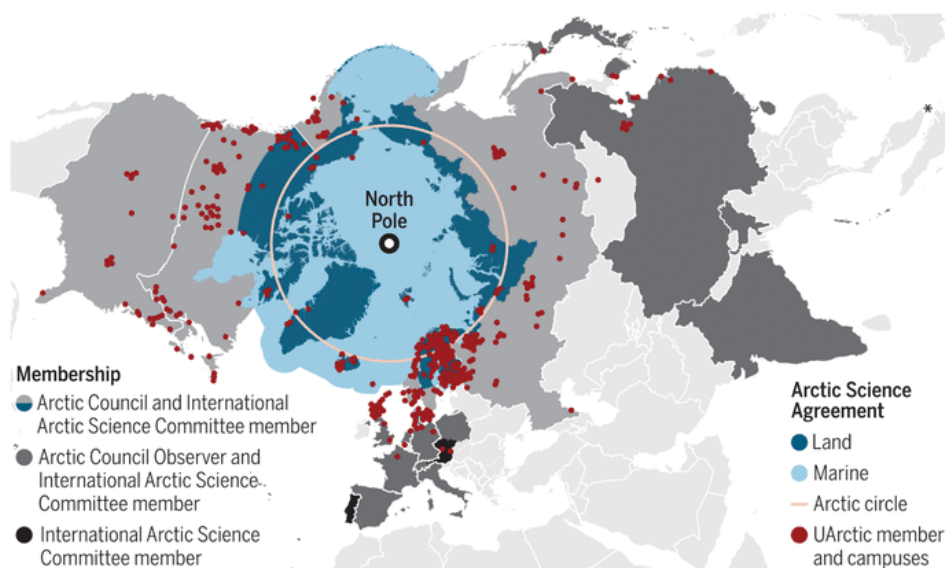 North
Pole
*
Membership
Arctic Council and International
Arctic Science Committee member
Arctic Council Observer and
International Arctic Science
Committee member
International Arctic Science
Committee member
Arctic Science
Agreement
Land
Marine
Arctic circle
UArctic member
and campuses